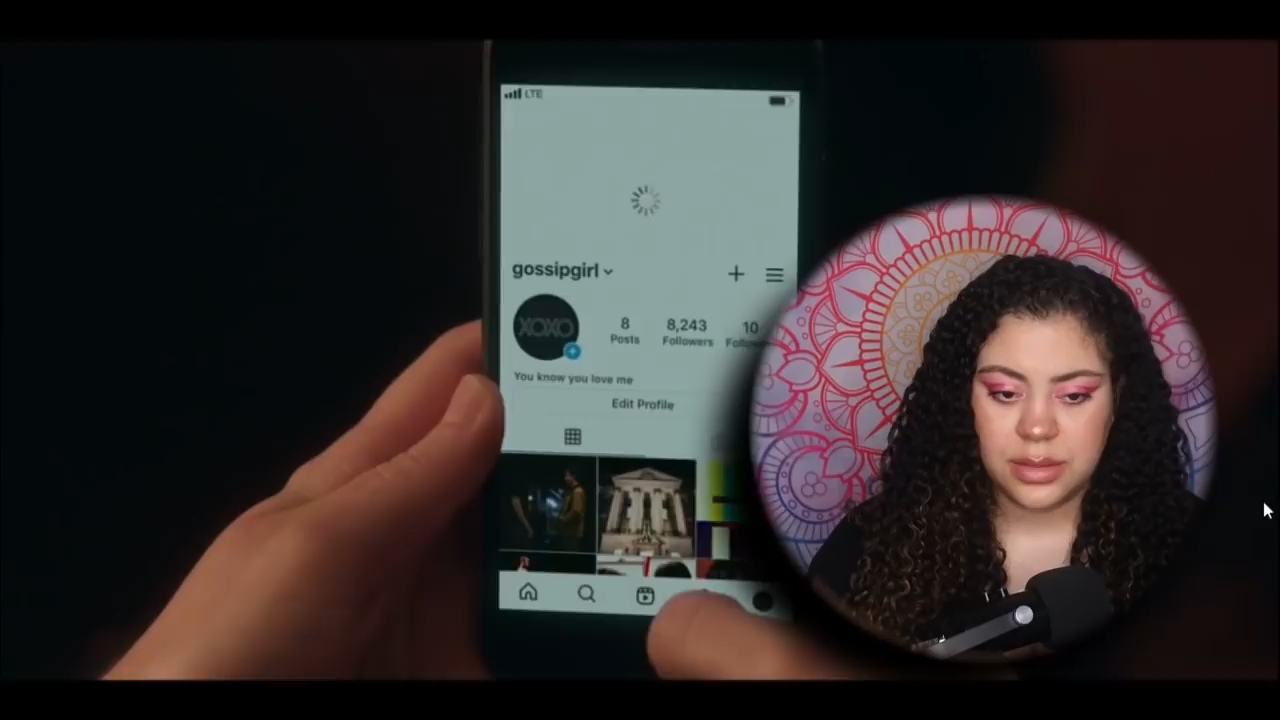 LTE
gossipgirl
XOXO
8 8,243 10
Posts Followers
You know you love me
Edit Profile